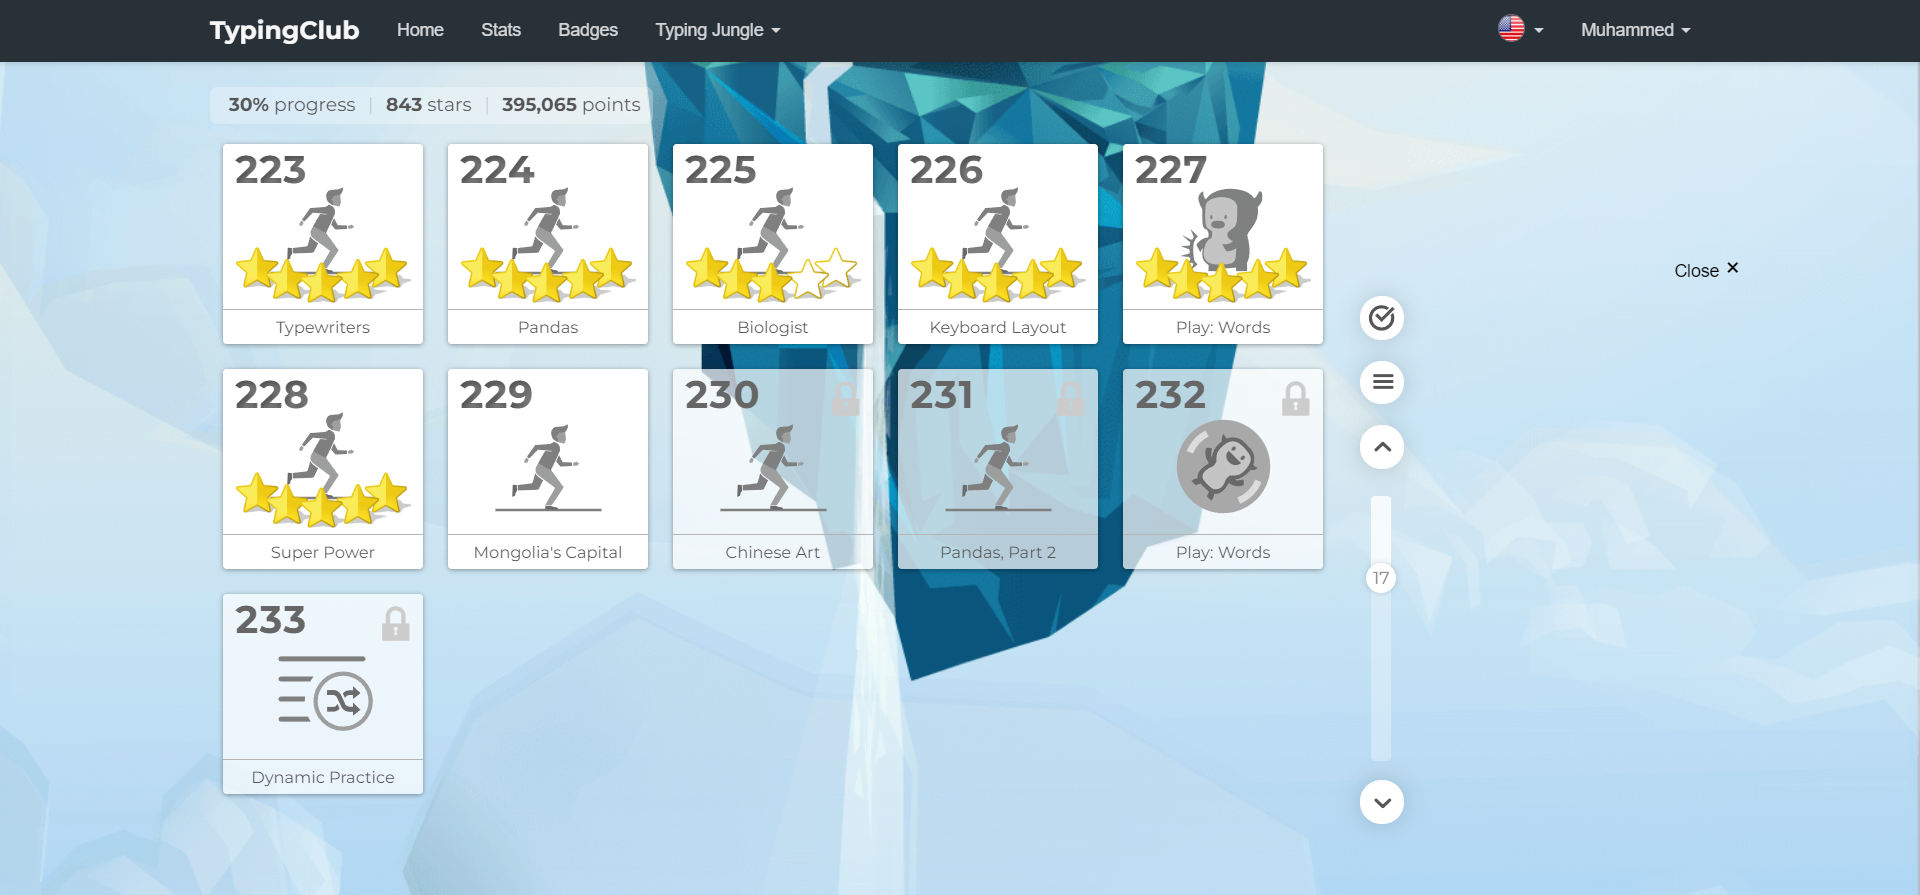 TypingClub Home Stats Badges Typing Jungle Muhammed
30% progress | 843 stars | 395,065 points
223 224 225 226 227
Typewriters Pandas Biologist Keyboard Layout Play: Words
Close ×
228 229 230 231 232
Super Power Mongolia's Capital Chinese Art Pandas, Part 2 Play: Words
17
233
Dynamic Practice